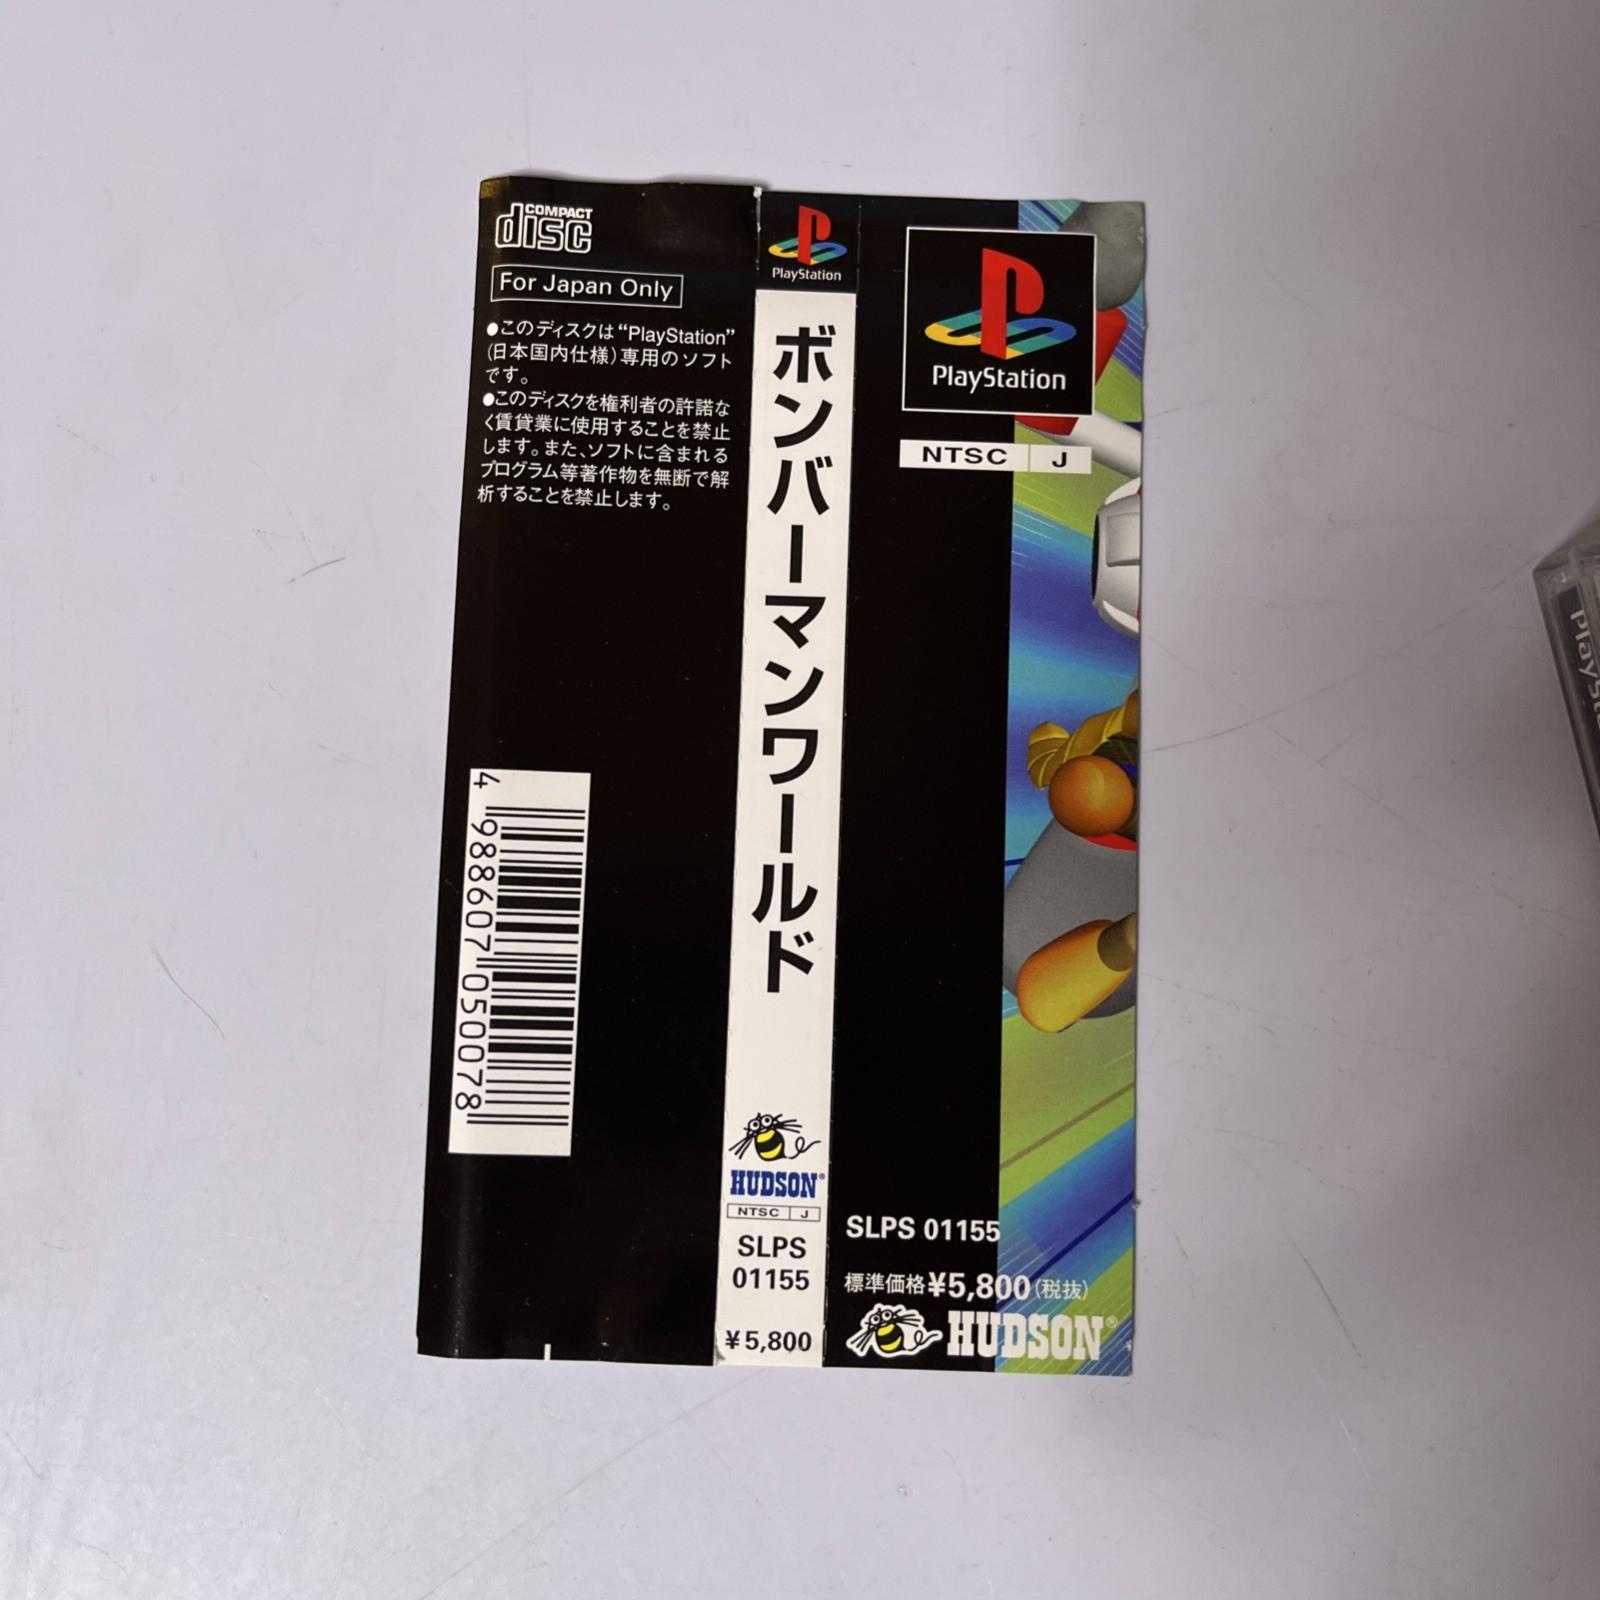 COMPACT
disc
For Japan Only
●このディスクは“PlayStation”
(日本国内仕様)専用のソフト
です。
●このディスクを権利者の許諾な
く賃貸業に使用することを禁止
します。また、ソフトに含まれる
プログラム等著作物を無断で解
析することを禁止します。
4 988607 050078
PlayStation
ボンバーマンワールド
HUDSON®
NTSC J
SLPS
01155
¥5,800
PlayStation
NTSC J
SLPS 01155
標準価格¥5,800(税抜)
HUDSON®